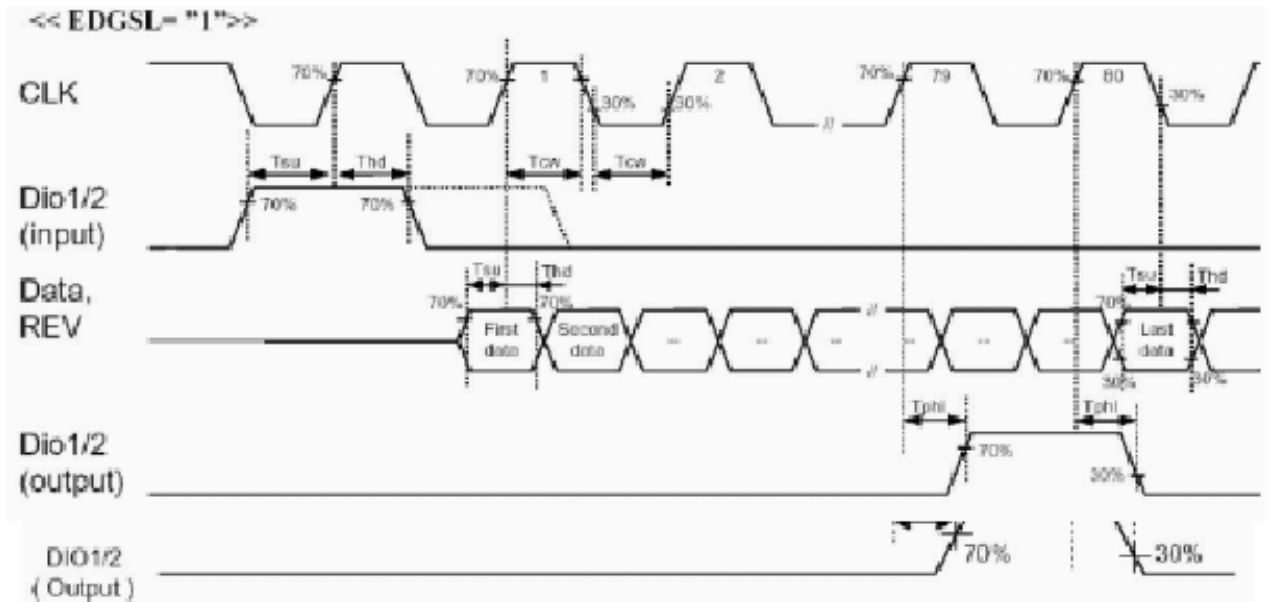 << EDGSL= "1">>
70% 70% 1 2 70% 79 70% 80
CLK
30% 30% 30%
Tsu Thd Tcw Tcw
Dio1/2
70% 70%
(input)
Tsu Thd Tsu Thd
Data,
70% 70% 70%
REV
First Second ... ... ... ... ... ... Last
data data data
30% 30%
Tphl Tphl
Dio1/2
70%
(output)
30%
DIO1/2
70% 30%
( Output )